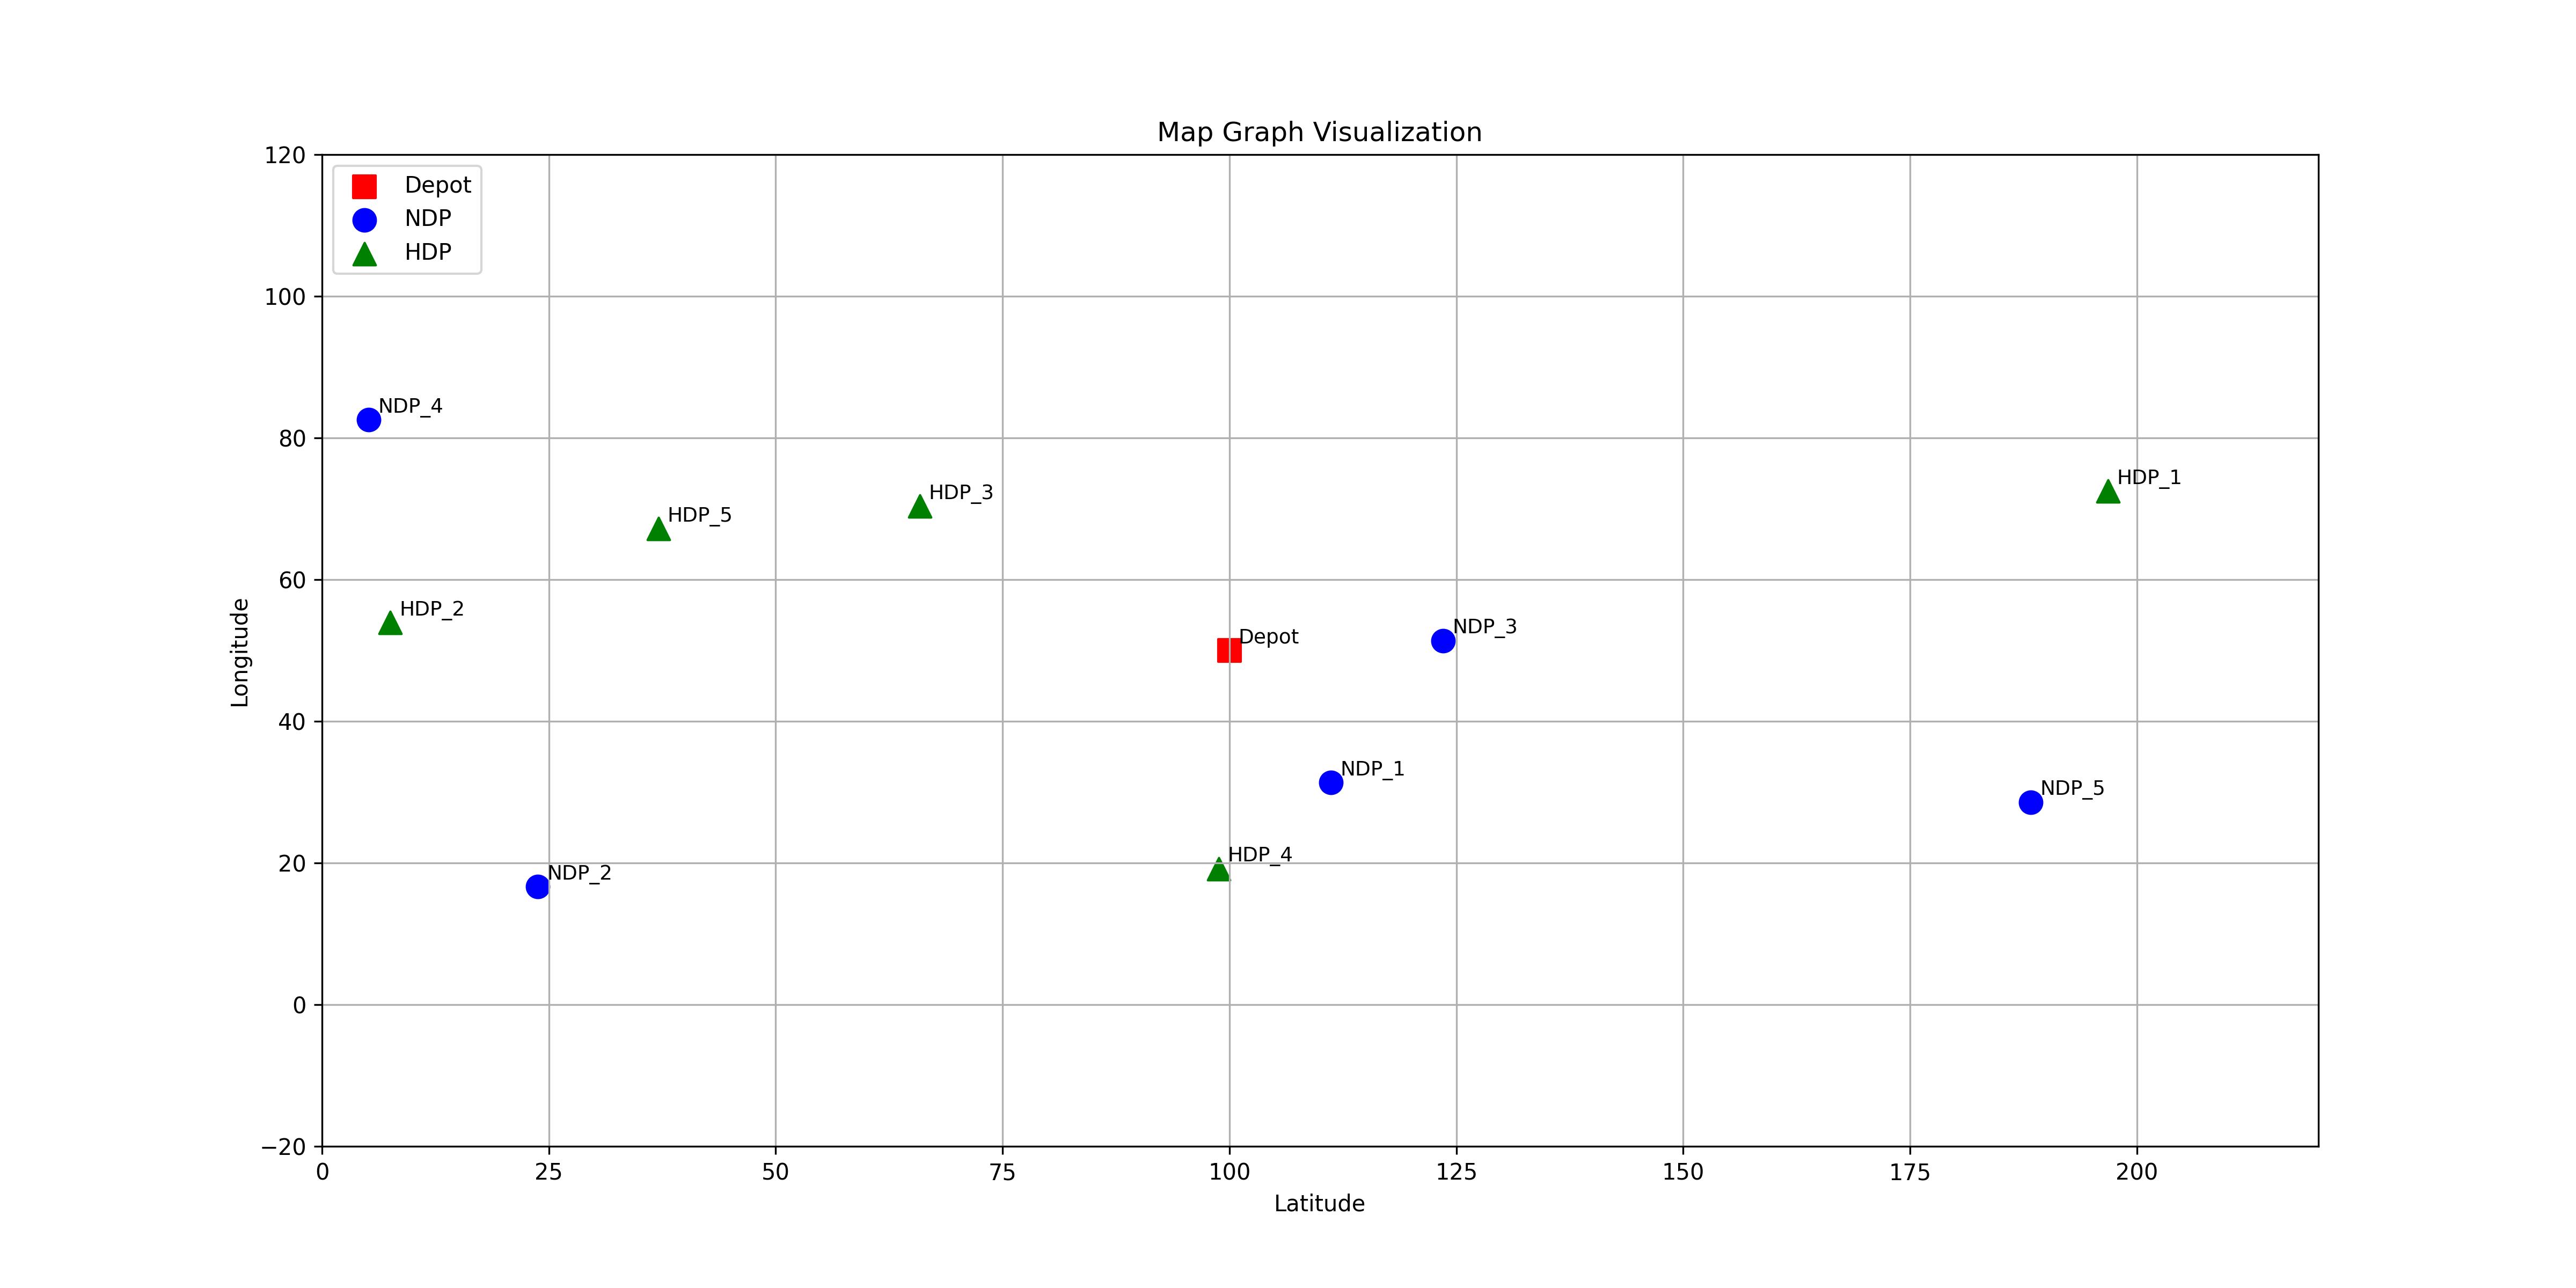 Map Graph Visualization
120
100
80
60
40
20
0
−20
Longitude
Depot
NDP
HDP
NDP_4
HDP_1
HDP_3
HDP_5
HDP_2
NDP_3
Depot
NDP_1
NDP_5
HDP_4
NDP_2
0 25 50 75 100 125 150 175 200
Latitude